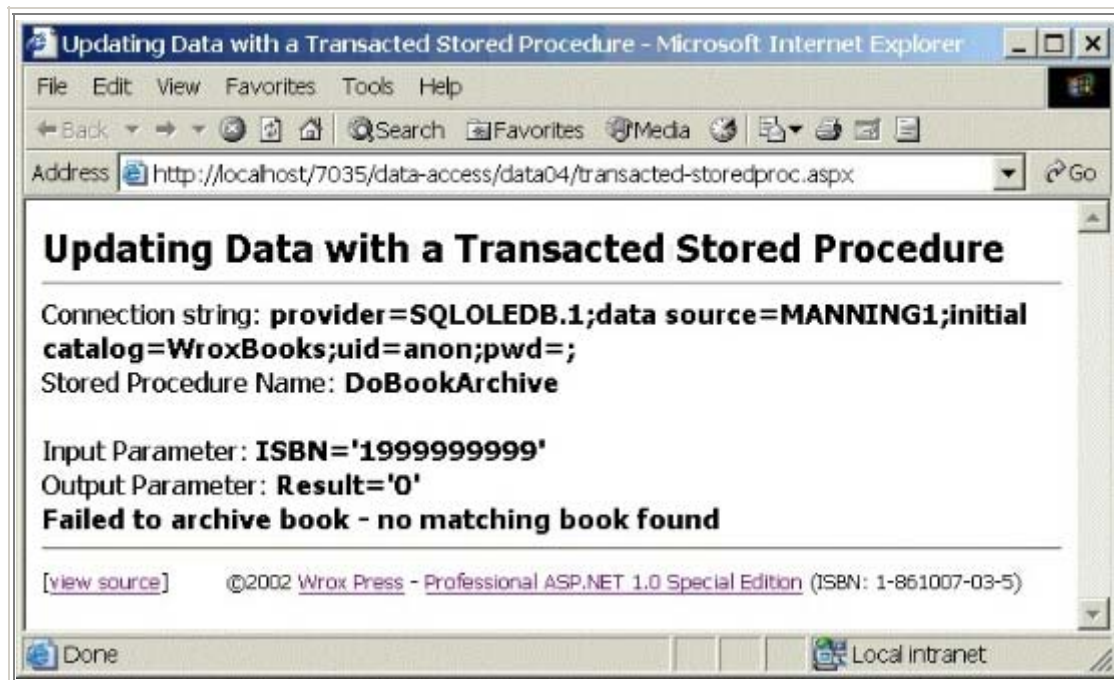 Updating Data with a Transacted Stored Procedure - Microsoft Internet Explorer
File Edit View Favorites Tools Help
Back Search Favorites Media
Address http://localhost/7035/data-access/data04/transacted-storedproc.aspx Go
Updating Data with a Transacted Stored Procedure
Connection string: provider=SQLOLEDB.1;data source=MANNING1;initial
catalog=WroxBooks;uid=anon;pwd=;
Stored Procedure Name: DoBookArchive
Input Parameter: ISBN='1999999999'
Output Parameter: Result='0'
Failed to archive book - no matching book found
[view source] ©2002 Wrox Press - Professional ASP.NET 1.0 Special Edition (ISBN: 1-861007-03-5)
Done Local intranet